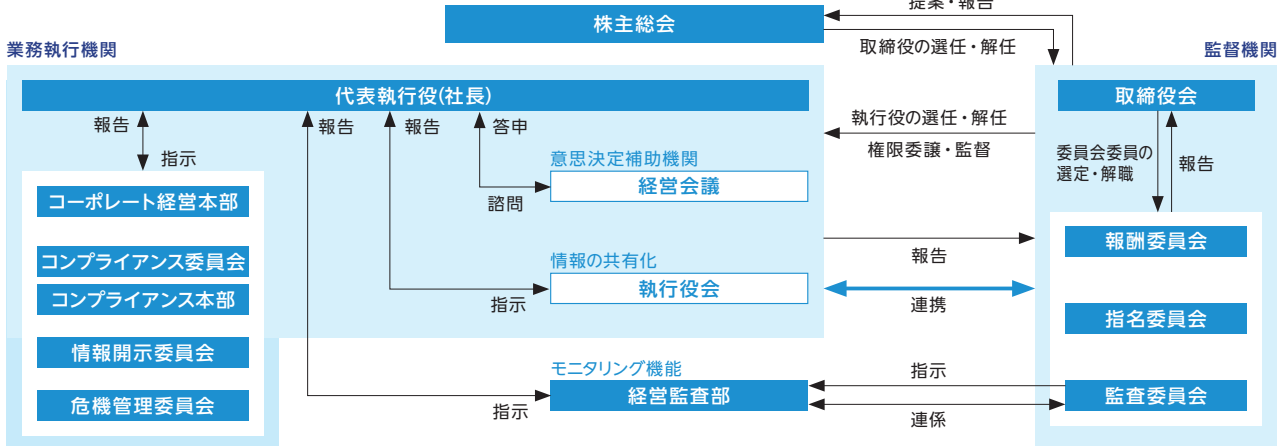 提案・報告
株主総会
取締役の選任・解任
業務執行機関
監督機関
代表執行役(社長)
取締役会
報告
指示
報告
報告
答申
執行役の選任・解任
権限委譲・監督
委員会委員の
選定・解職
報告
意思決定補助機関
経営会議
諮問
コーポレート経営本部
コンプライアンス委員会
コンプライアンス本部
情報開示委員会
危機管理委員会
情報の共有化
執行役会
指示
報告
連携
報酬委員会
指名委員会
監査委員会
モニタリング機能
経営監査部
指示
指示
連係